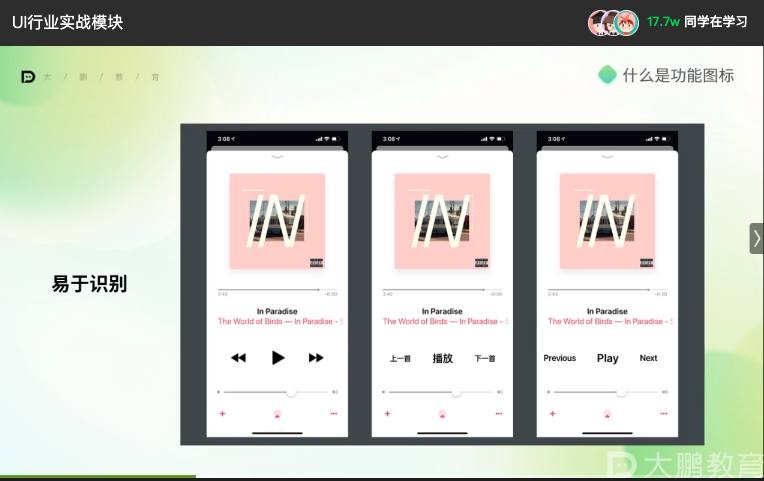 UI行业实战模块
17.7w 同学在学习
大 / 鹏 / 教 / 育
什么是功能图标
易于识别
3:08
IN
In Paradise
The World of Birds — In Paradise - S
3:08
IN
In Paradise
The World of Birds — In Paradise - S
上一首 播放 下一首
3:08
IN
In Paradise
The World of Birds — In Paradise - S
Previous Play Next
大鹏教育